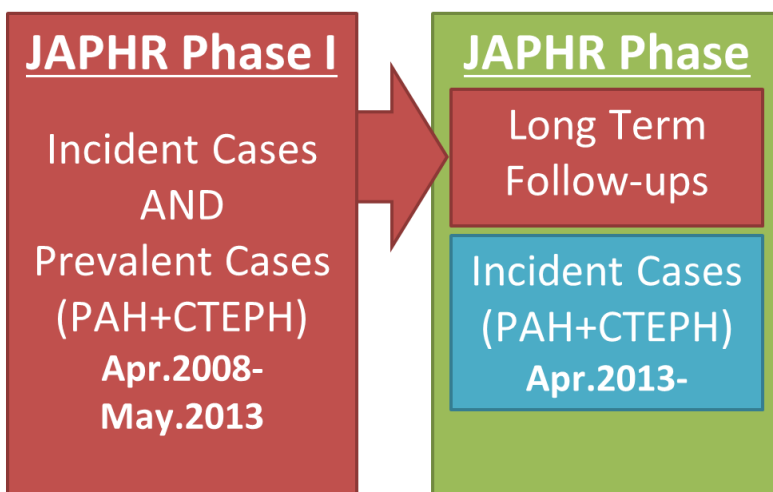 JAPHR Phase I
Incident Cases
AND
Prevalent Cases
(PAH+CTEPH)
Apr.2008-
May.2013
JAPHR Phase
Long Term
Follow-ups
Incident Cases
(PAH+CTEPH)
Apr.2013-